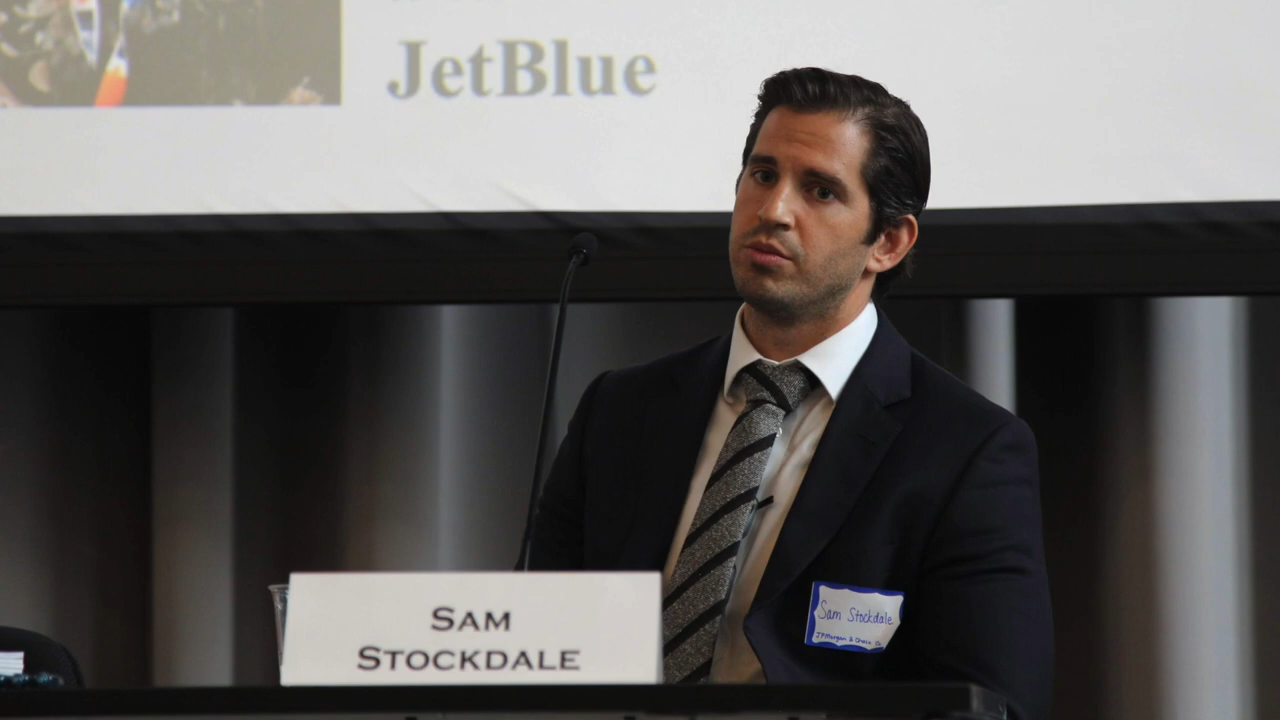 JetBlue
SAM
STOCKDALE
Sam Stockdale
JPMorgan & Chase Co